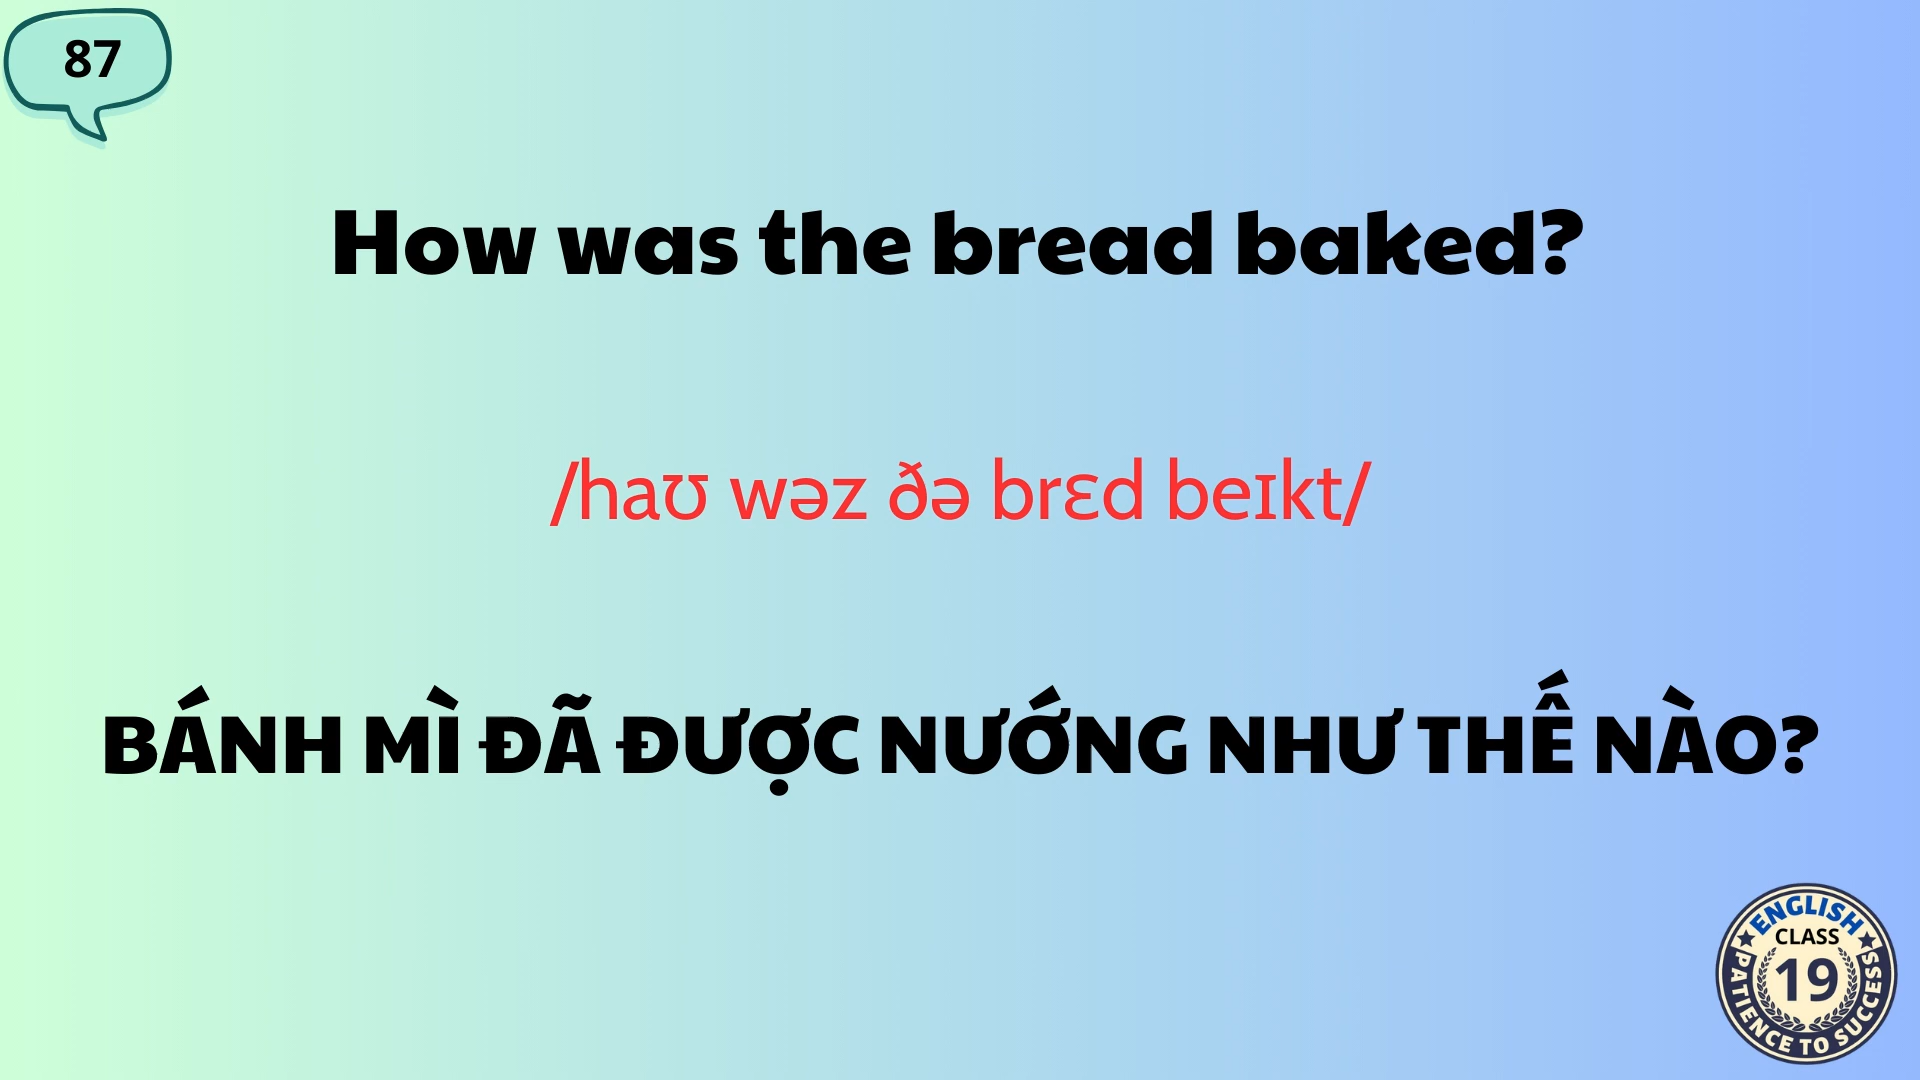 87
How was the bread baked?
/haʊ wəz ðə brɛd beɪkt/
BÁNH MÌ ĐÃ ĐƯỢC NƯỚNG NHƯ THẾ NÀO?
ENGLISH
CLASS
19
PATIENCE TO SUCCESS